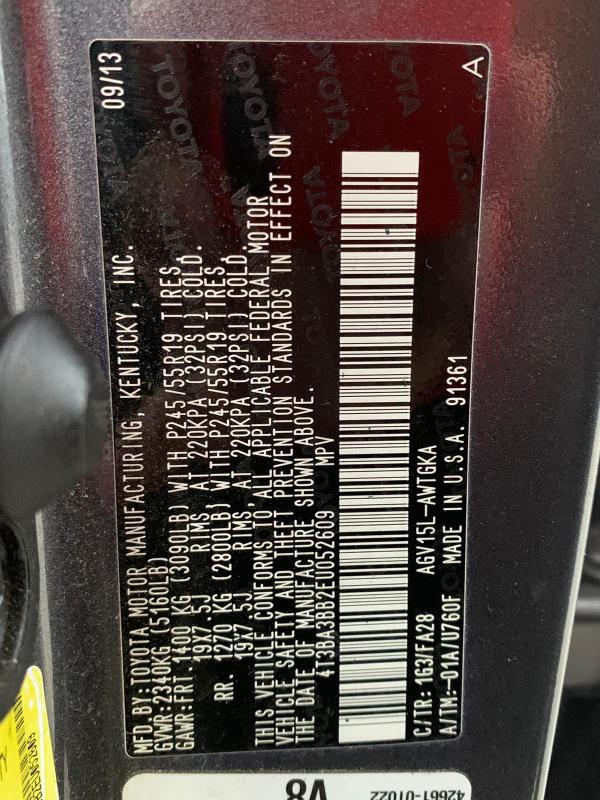 MFD.BY:TOYOTA MOTOR MANUFACTURING, KENTUCKY, INC. 09/13
GVWR:2340KG(5160LB)
GAWR:FRT.1400 KG (3090LB) WITH P245/55R19 TIRES,
19X7.5J RIMS, AT 220KPA (32PSI) COLD.
RR. 1270 KG (2800LB) WITH P245/55R19 TIRES,
19X7.5J RIMS, AT 220KPA (32PSI) COLD.
THIS VEHICLE CONFORMS TO ALL APPLICABLE FEDERAL MOTOR
VEHICLE SAFETY AND THEFT PREVENTION STANDARDS IN EFFECT ON
THE DATE OF MANUFACTURE SHOWN ABOVE.
4T3BA3BB2EU052609 MPV
C/TR:1G3/FA28 AGV15L-AWTGKA
A/TM:-01A/U760F MADE IN U.S.A. 91361 A
TOYOTA
TOYOTA
TOYOTA
TOYOTA
V8
42661-01022